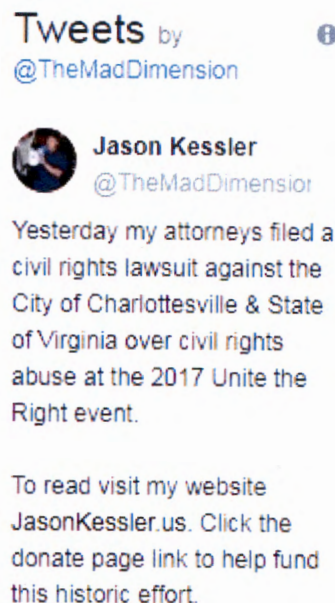 Tweets by
@TheMadDimension
Jason Kessler
@TheMadDimension
Yesterday my attorneys filed a
civil rights lawsuit against the
City of Charlottesville & State
of Virginia over civil rights
abuse at the 2017 Unite the
Right event.
To read visit my website
JasonKessler.us. Click the
donate page link to help fund
this historic effort.